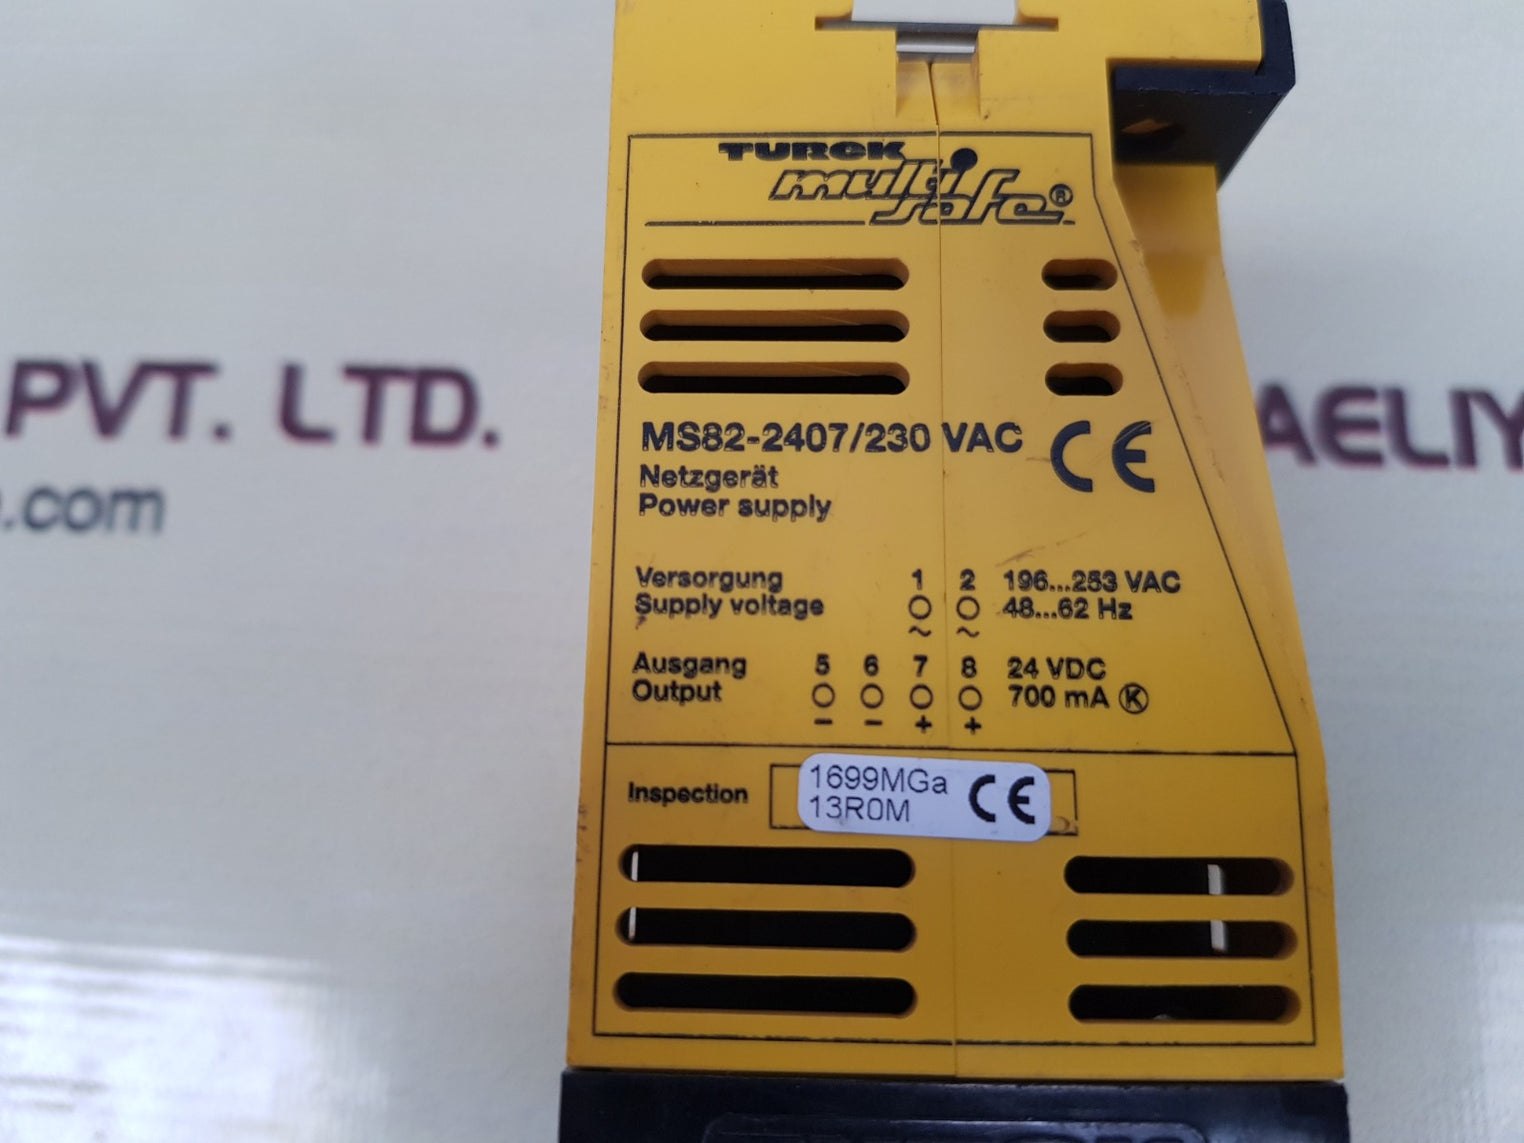 TURCK
multi
safe®
PVT. LTD.
.com
AELIY
MS82-2407/230 VAC CE
Netzgerät
Power supply
Versorgung 1 2 196...253 VAC
Supply voltage 48...62 Hz
~ ~
Ausgang 5 6 7 8 24 VDC
Output 700 mA Ⓚ
- - + +
Inspection 1699MGa CE
13R0M